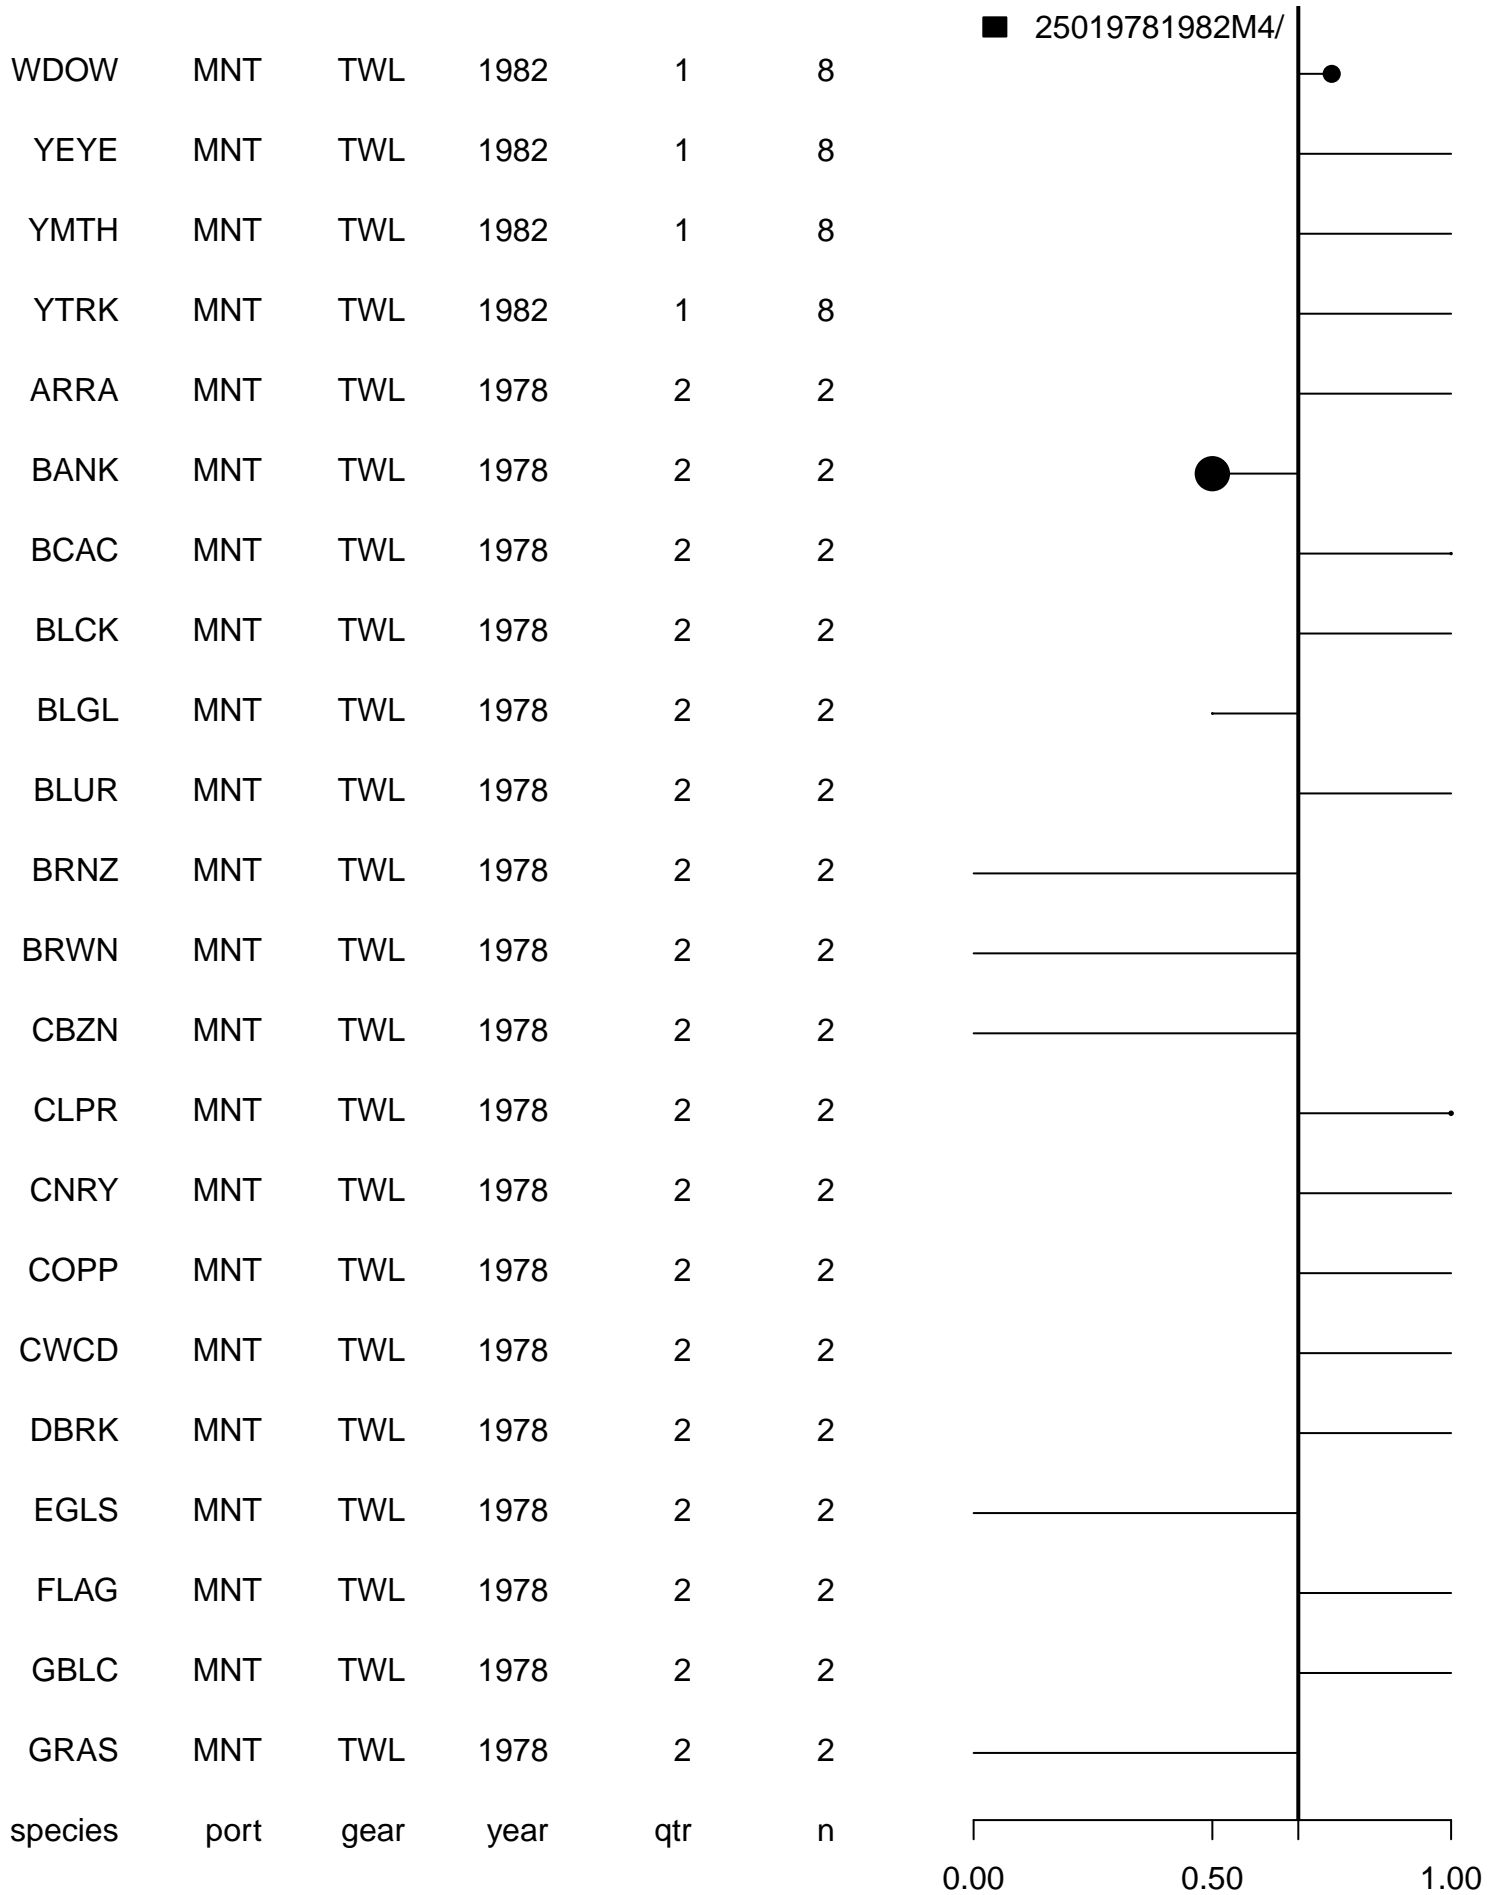 25019781982M4/
WDOW MNT TWL 1982 1 8
YEYE MNT TWL 1982 1 8
YMTH MNT TWL 1982 1 8
YTRK MNT TWL 1982 1 8
ARRA MNT TWL 1978 2 2
BANK MNT TWL 1978 2 2
BCAC MNT TWL 1978 2 2
BLCK MNT TWL 1978 2 2
BLGL MNT TWL 1978 2 2
BLUR MNT TWL 1978 2 2
BRNZ MNT TWL 1978 2 2
BRWN MNT TWL 1978 2 2
CBZN MNT TWL 1978 2 2
CLPR MNT TWL 1978 2 2
CNRY MNT TWL 1978 2 2
COPP MNT TWL 1978 2 2
CWCD MNT TWL 1978 2 2
DBRK MNT TWL 1978 2 2
EGLS MNT TWL 1978 2 2
FLAG MNT TWL 1978 2 2
GBLC MNT TWL 1978 2 2
GRAS MNT TWL 1978 2 2
species port gear year qtr n
0.00 0.50 1.00